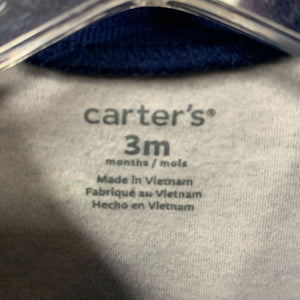 carter's®
3m
months / mois
Made in Vietnam
Fabriqué au Vietnam
Hecho en Vietnam